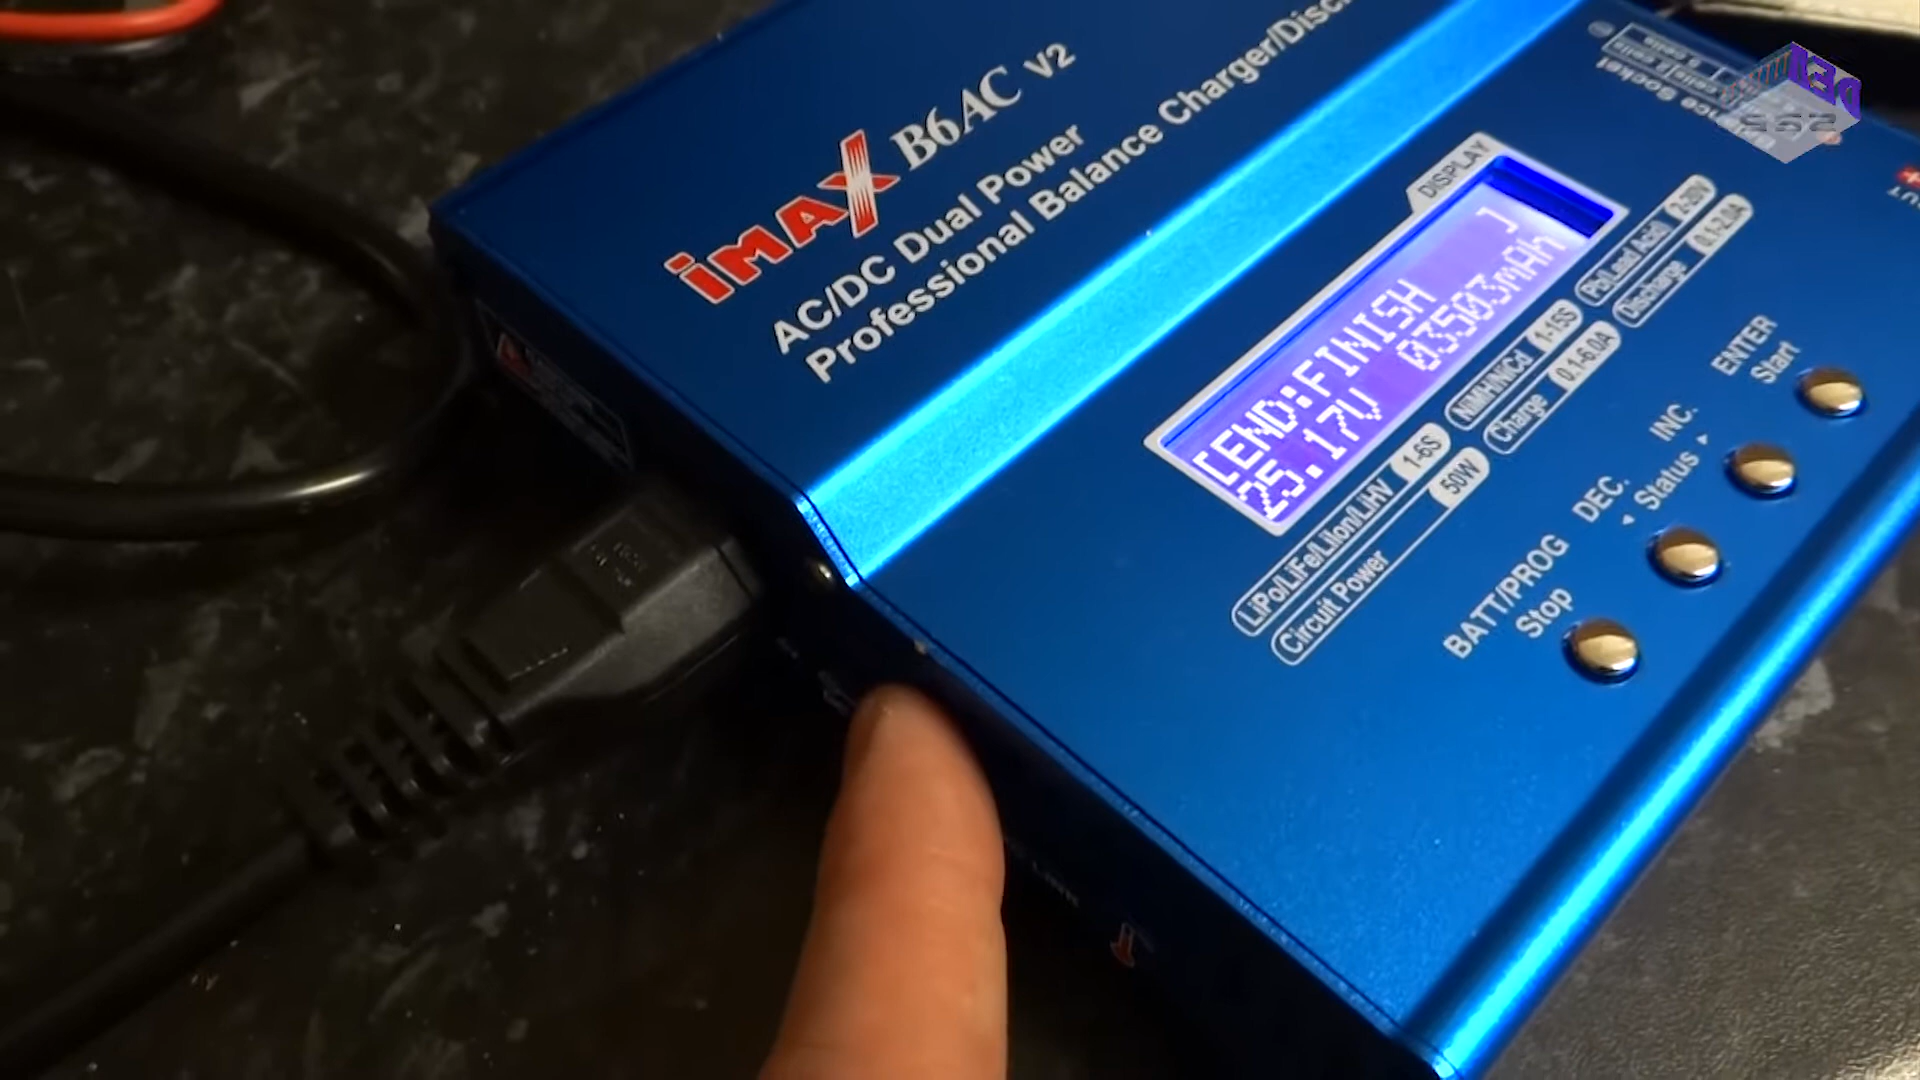 iMAX B6AC V2
AC/DC Dual Power
Professional Balance Charger/Disc
DISPLAY
[END:FINISH ]
25.17V 03503mAh
LiPo/LiFe/LiIon/LiHV 1-6S
NiMH/NiCd 1-15S
Pb(Lead Acid) 2-20V
Circuit Power 50W
Charge 0.1-6.0A
Discharge 0.1-2.0A
BATT/PROG
Stop
DEC.
INC.
◂ Status ▸
ENTER
Start
Socket